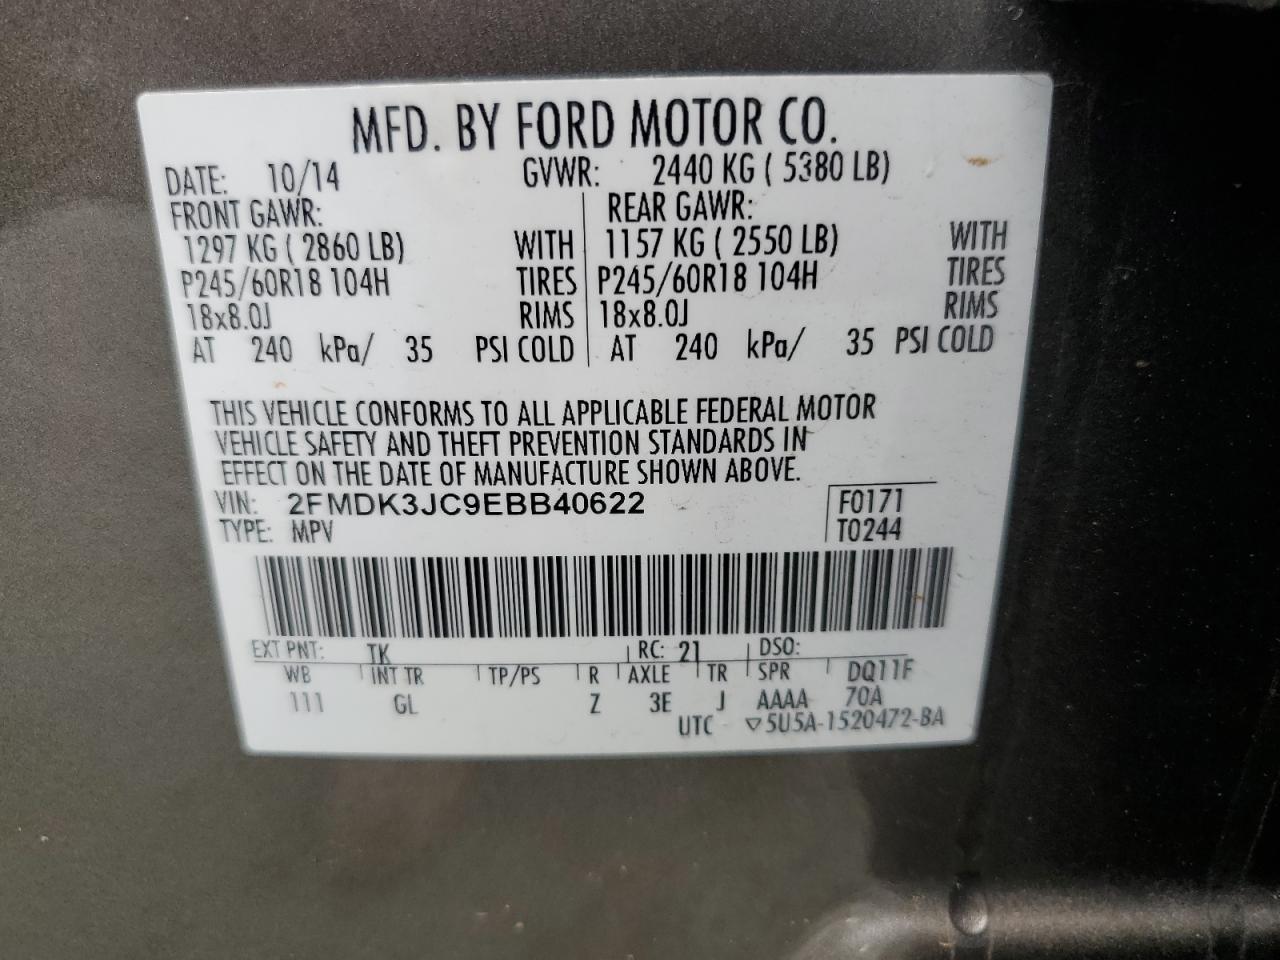 MFD. BY FORD MOTOR CO.
DATE: 10/14 GVWR: 2440 KG ( 5380 LB)
FRONT GAWR: REAR GAWR:
1297 KG ( 2860 LB) WITH 1157 KG ( 2550 LB) WITH
P245/60R18 104H TIRES P245/60R18 104H TIRES
18x8.0J RIMS 18x8.0J RIMS
AT 240 kPa/ 35 PSI COLD AT 240 kPa/ 35 PSI COLD
THIS VEHICLE CONFORMS TO ALL APPLICABLE FEDERAL MOTOR
VEHICLE SAFETY AND THEFT PREVENTION STANDARDS IN
EFFECT ON THE DATE OF MANUFACTURE SHOWN ABOVE.
VIN: 2FMDK3JC9EBB40622 F0171
TYPE: MPV T0244
EXT PNT: TK RC: 21 DSO:
WB INT TR TP/PS R AXLE TR SPR DQ11F
111 GL Z 3E J AAAA 70A
UTC ▽5U5A-1520472-BA